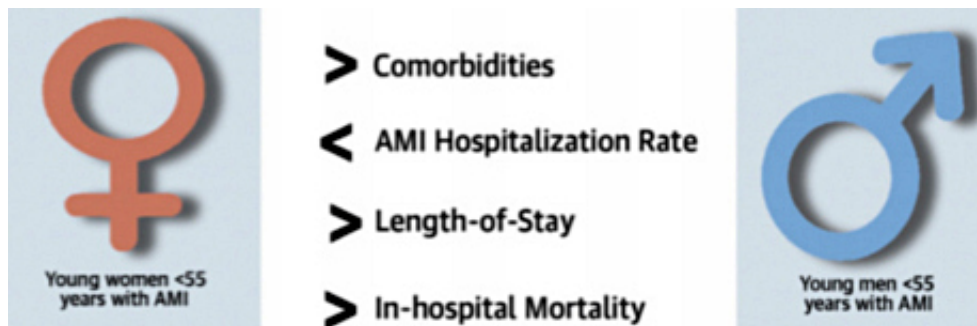 > Comorbidities
< AMI Hospitalization Rate
> Length-of-Stay
> In-hospital Mortality
Young women <55
years with AMI
Young men <55
years with AMI